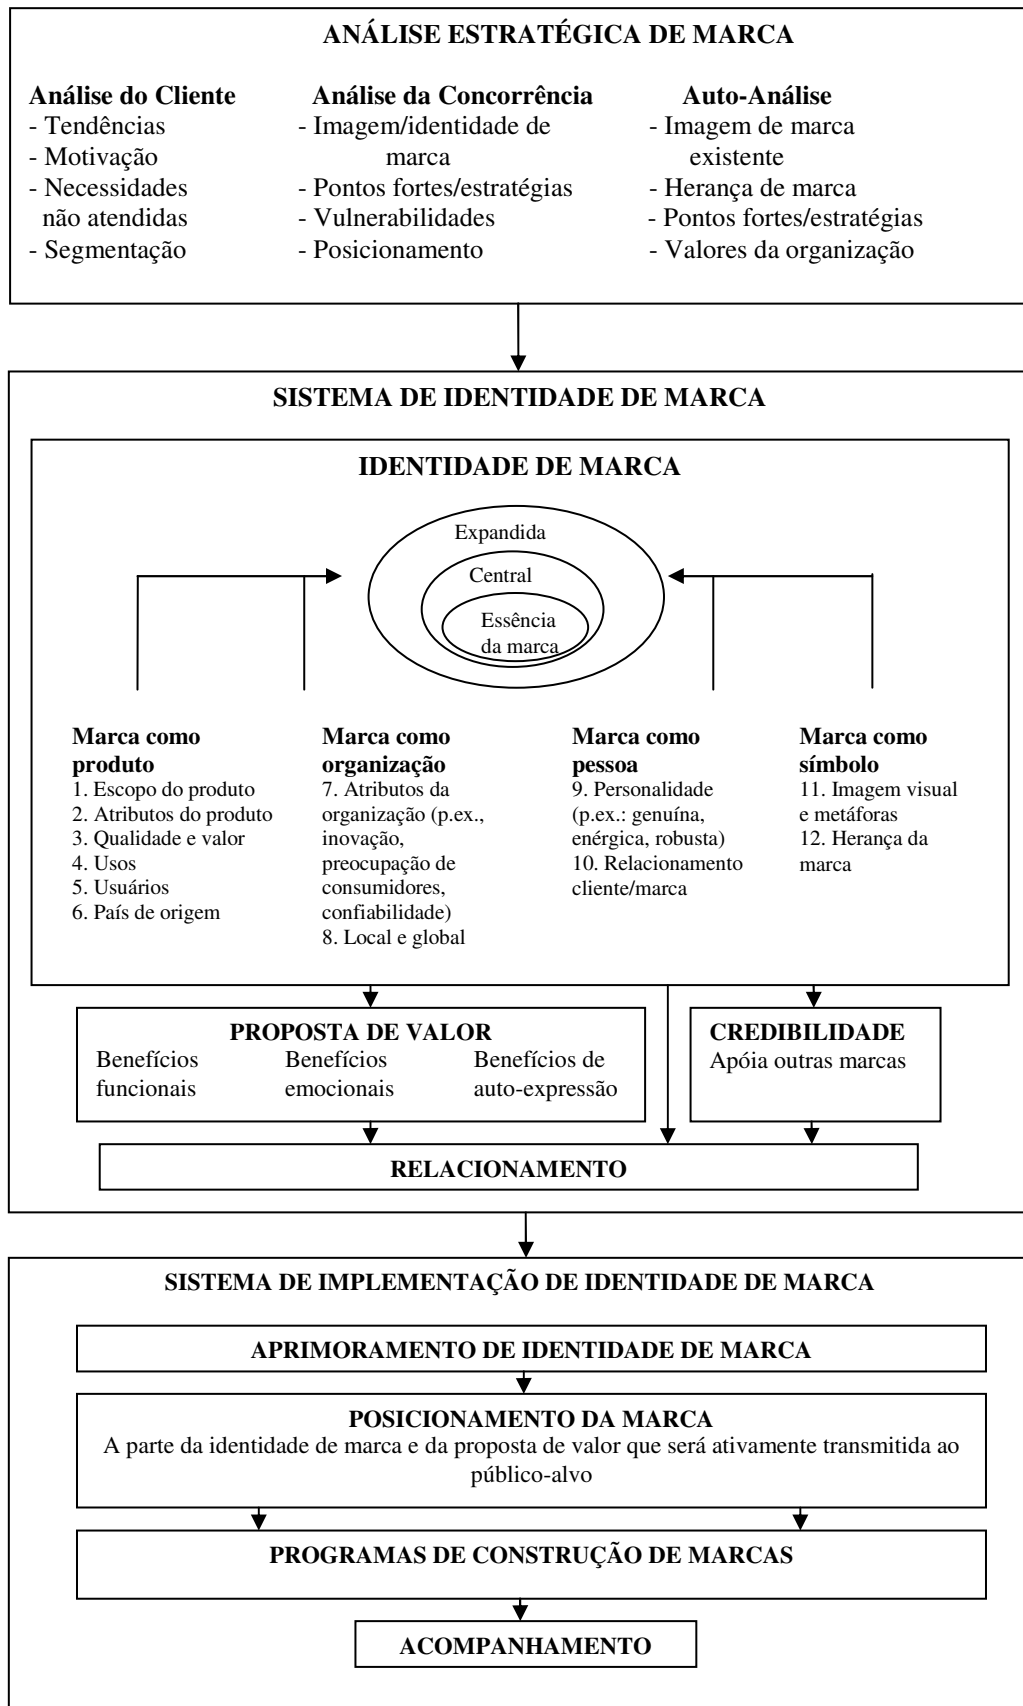 ANÁLISE ESTRATÉGICA DE MARCA
Análise do Cliente
- Tendências
- Motivação
- Necessidades
não atendidas
- Segmentação
Análise da Concorrência
- Imagem/identidade de
marca
- Pontos fortes/estratégias
- Vulnerabilidades
- Posicionamento
Auto-Análise
- Imagem de marca
existente
- Herança de marca
- Pontos fortes/estratégias
- Valores da organização
SISTEMA DE IDENTIDADE DE MARCA
IDENTIDADE DE MARCA
Expandida
Central
Essência
da marca
Marca como
produto
1. Escopo do produto
2. Atributos do produto
3. Qualidade e valor
4. Usos
5. Usuários
6. País de origem
Marca como
organização
7. Atributos da
organização (p.ex.,
inovação,
preocupação de
consumidores,
confiabilidade)
8. Local e global
Marca como
pessoa
9. Personalidade
(p.ex.: genuína,
enérgica, robusta)
10. Relacionamento
cliente/marca
Marca como
símbolo
11. Imagem visual
e metáforas
12. Herança da
marca
PROPOSTA DE VALOR
Benefícios
funcionais
Benefícios
emocionais
Benefícios de
auto-expressão
CREDIBILIDADE
Apóia outras marcas
RELACIONAMENTO
SISTEMA DE IMPLEMENTAÇÃO DE IDENTIDADE DE MARCA
APRIMORAMENTO DE IDENTIDADE DE MARCA
POSICIONAMENTO DA MARCA
A parte da identidade de marca e da proposta de valor que será ativamente transmitida ao
público-alvo
PROGRAMAS DE CONSTRUÇÃO DE MARCAS
ACOMPANHAMENTO